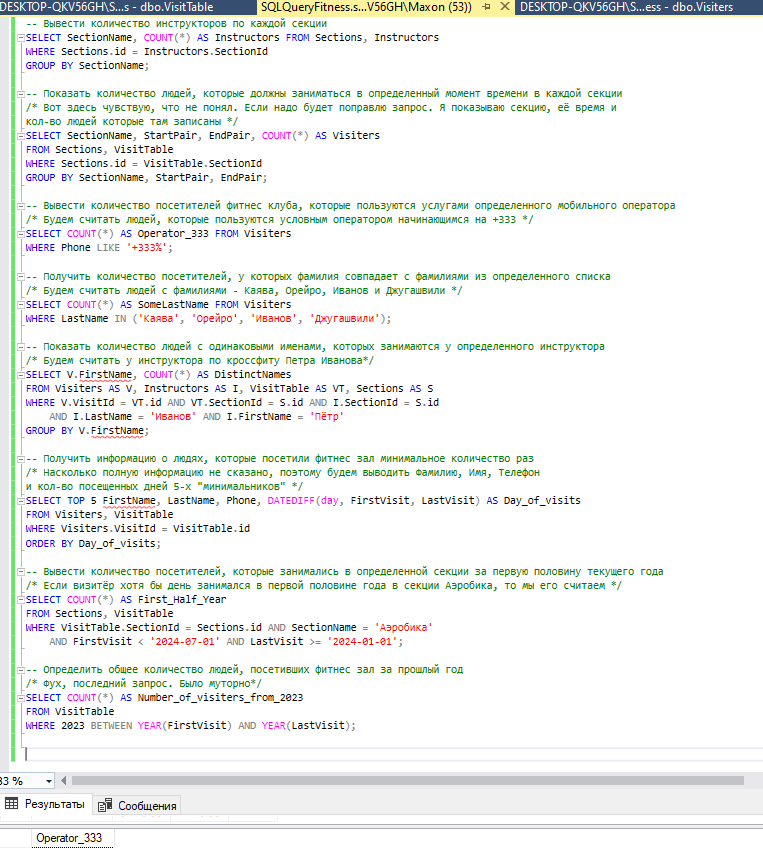 DESKTOP-QKV56GH\S...s - dbo.VisitTable
SQLQueryFitness.s...V56GH\Maxon (53))
DESKTOP-QKV56GH\S...ess - dbo.Visiters
-- Вывести количество инструкторов по каждой секции
SELECT SectionName, COUNT(*) AS Instructors FROM Sections, Instructors
WHERE Sections.id = Instructors.SectionId
GROUP BY SectionName;
-- Показать количество людей, которые должны заниматься в определенный момент времени в каждой секции
/* Вот здесь чувствую, что не понял. Если надо будет поправлю запрос. Я показываю секцию, её время и
кол-во людей которые там записаны */
SELECT SectionName, StartPair, EndPair, COUNT(*) AS Visiters
FROM Sections, VisitTable
WHERE Sections.id = VisitTable.SectionId
GROUP BY SectionName, StartPair, EndPair;
-- Вывести количество посетителей фитнес клуба, которые пользуются услугами определенного мобильного оператора
/* Будем считать людей, которые пользуются условным оператором начинающимся на +333 */
SELECT COUNT(*) AS Operator_333 FROM Visiters
WHERE Phone LIKE '+333%';
-- Получить количество посетителей, у которых фамилия совпадает с фамилиями из определенного списка
/* Будем считать людей с фамилиями - Каява, Орейро, Иванов и Джугашвили */
SELECT COUNT(*) AS SomeLastName FROM Visiters
WHERE LastName IN ('Каява', 'Орейро', 'Иванов', 'Джугашвили');
-- Показать количество людей с одинаковыми именами, которых занимаются у определенного инструктора
/* Будем считать у инструктора по кроссфиту Петра Иванова*/
SELECT V.FirstName, COUNT(*) AS DistinctNames
FROM Visiters AS V, Instructors AS I, VisitTable AS VT, Sections AS S
WHERE V.VisitId = VT.id AND VT.SectionId = S.id AND I.SectionId = S.id
AND I.LastName = 'Иванов' AND I.FirstName = 'Пётр'
GROUP BY V.FirstName;
-- Получить информацию о людях, которые посетили фитнес зал минимальное количество раз
/* Насколько полную информацию не сказано, поэтому будем выводить Фамилию, Имя, Телефон
и кол-во посещенных дней 5-х "минимальников" */
SELECT TOP 5 FirstName, LastName, Phone, DATEDIFF(day, FirstVisit, LastVisit) AS Day_of_visits
FROM Visiters, VisitTable
WHERE Visiters.VisitId = VisitTable.id
ORDER BY Day_of_visits;
-- Вывести количество посетителей, которые занимались в определенной секции за первую половину текущего года
/* Если визитёр хотя бы день занимался в первой половине года в секции Аэробика, то мы его считаем */
SELECT COUNT(*) AS First_Half_Year
FROM Sections, VisitTable
WHERE VisitTable.SectionId = Sections.id AND SectionName = 'Аэробика'
AND FirstVisit < '2024-07-01' AND LastVisit >= '2024-01-01';
-- Определить общее количество людей, посетивших фитнес зал за прошлый год
/* Фух, последний запрос. Было муторно*/
SELECT COUNT(*) AS Number_of_visiters_from_2023
FROM VisitTable
WHERE 2023 BETWEEN YEAR(FirstVisit) AND YEAR(LastVisit);
33 %
Результаты
Сообщения
Operator_333